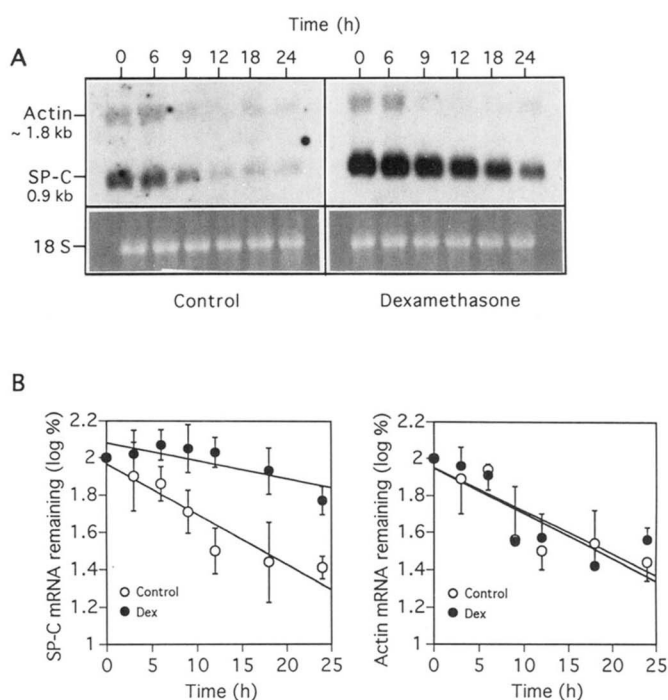 Time (h)
A
0 6 9 12 18 24 0 6 9 12 18 24
Actin
~ 1.8 kb
SP-C
0.9 kb
18 S
Control Dexamethasone
B
SP-C mRNA remaining (log %)
2.2
2
1.8
1.6
1.4
1.2
1
Control
Dex
0 5 10 15 20 25
Time (h)
Actin mRNA remaining (log %)
2.2
2
1.8
1.6
1.4
1.2
1
Control
Dex
0 5 10 15 20 25
Time (h)